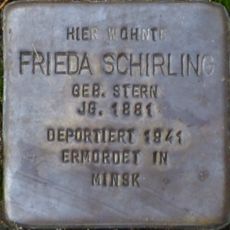 HIER WOHNTE
FRIEDA SCHIRLING
GEB. STERN
JG. 1881
DEPORTIERT 1941
ERMORDET IN
MINSK